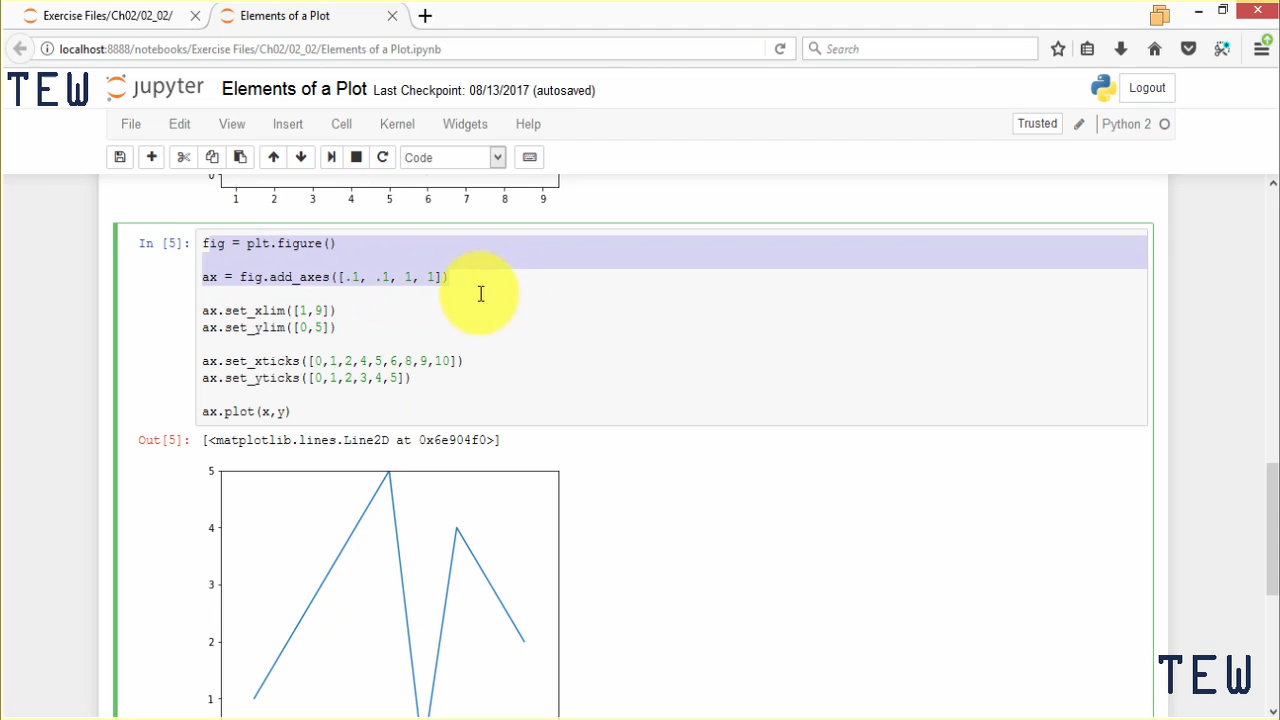 Exercise Files/Ch02/02_02/
Elements of a Plot
localhost:8888/notebooks/Exercise Files/Ch02/02_02/Elements of a Plot.ipynb
Search
TEW
jupyter
Elements of a Plot
Last Checkpoint: 08/13/2017 (autosaved)
Logout
File Edit View Insert Cell Kernel Widgets Help
Trusted
Python 2
Code
0
1 2 3 4 5 6 7 8 9
In [5]:
fig = plt.figure()
ax = fig.add_axes([.1, .1, 1, 1])
ax.set_xlim([1,9])
ax.set_ylim([0,5])
ax.set_xticks([0,1,2,4,5,6,8,9,10])
ax.set_yticks([0,1,2,3,4,5])
ax.plot(x,y)
Out[5]: [<matplotlib.lines.Line2D at 0x6e904f0>]
5
4
3
2
1
TEW